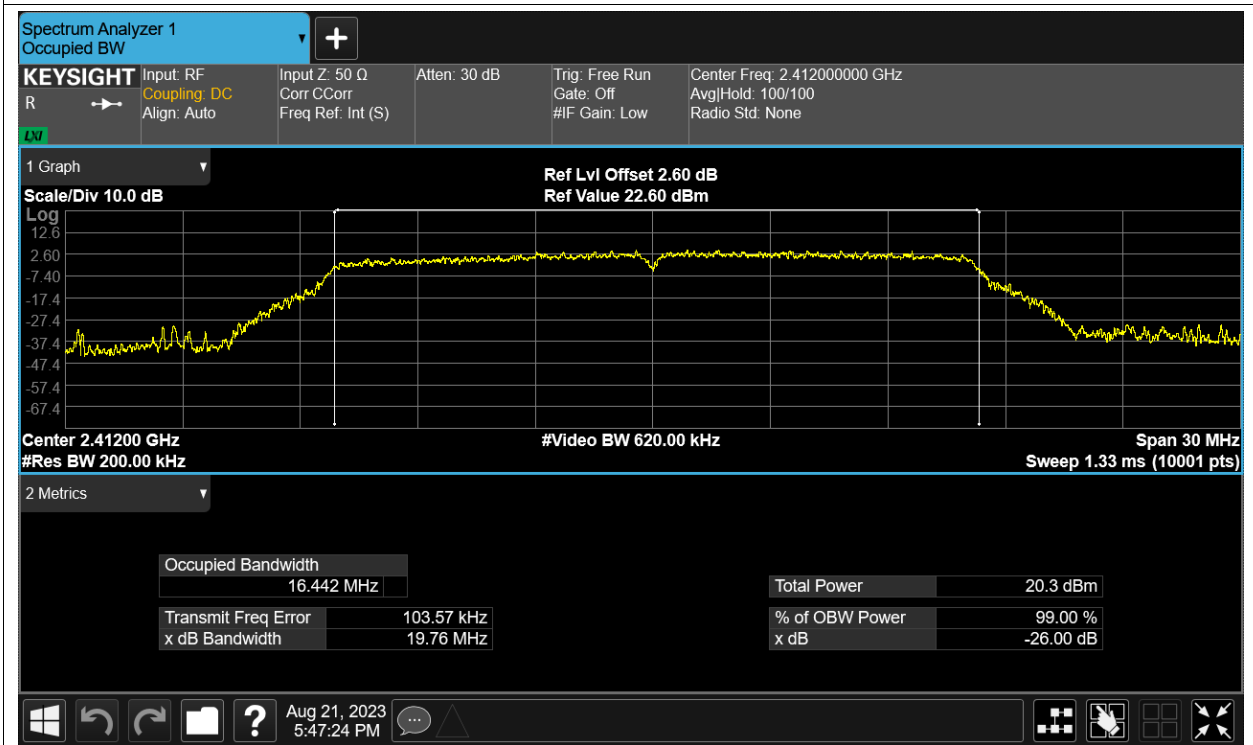 Spectrum Analyzer 1
Occupied BW
KEYSIGHT
R
LXI
Input: RF
Coupling: DC
Align: Auto
Input Z: 50 Ω
Corr CCorr
Freq Ref: Int (S)
Atten: 30 dB
Trig: Free Run
Gate: Off
#IF Gain: Low
Center Freq: 2.412000000 GHz
Avg|Hold: 100/100
Radio Std: None
1 Graph
Scale/Div 10.0 dB
Ref Lvl Offset 2.60 dB
Ref Value 22.60 dBm
Log
12.6
2.60
-7.40
-17.4
-27.4
-37.4
-47.4
-57.4
-67.4
Center 2.41200 GHz
#Res BW 200.00 kHz
#Video BW 620.00 kHz
Span 30 MHz
Sweep 1.33 ms (10001 pts)
2 Metrics
Occupied Bandwidth
16.442 MHz
Transmit Freq Error 103.57 kHz
x dB Bandwidth 19.76 MHz
Total Power 20.3 dBm
% of OBW Power 99.00 %
x dB -26.00 dB
?
Aug 21, 2023
5:47:24 PM